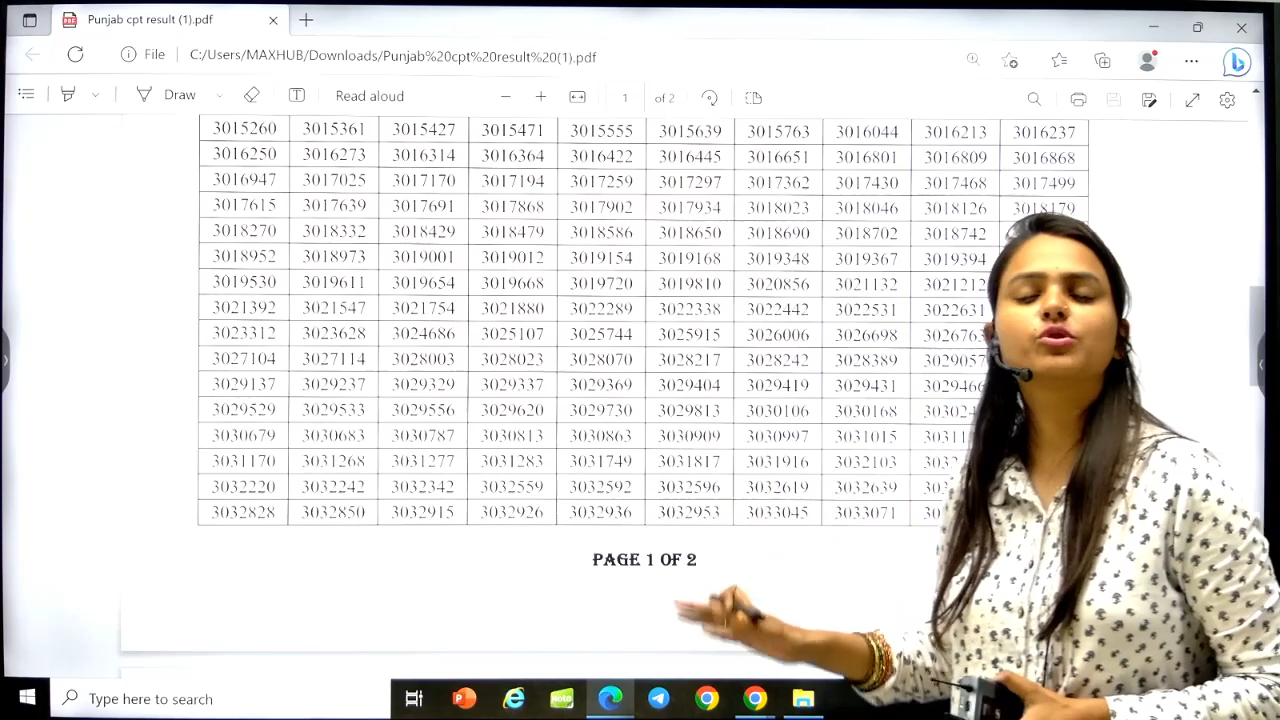 Punjab cpt result (1).pdf
File C:/Users/MAXHUB/Downloads/Punjab%20cpt%20result%20(1).pdf
Draw Read aloud 1 of 2
3015260 3015361 3015427 3015471 3015555 3015639 3015763 3016044 3016213 3016237
3016250 3016273 3016314 3016364 3016422 3016445 3016651 3016801 3016809 3016868
3016947 3017025 3017170 3017194 3017259 3017297 3017362 3017430 3017468 3017499
3017615 3017639 3017691 3017868 3017902 3017934 3018023 3018046 3018126 3018179
3018270 3018332 3018429 3018479 3018586 3018650 3018690 3018702 3018742
3018952 3018973 3019001 3019012 3019154 3019168 3019348 3019367 3019394
3019530 3019611 3019654 3019668 3019720 3019810 3020856 3021132 3021212
3021392 3021547 3021754 3021880 3022289 3022338 3022442 3022531 3022631
3023312 3023628 3024686 3025107 3025744 3025915 3026006 3026698 3026763
3027104 3027114 3028003 3028023 3028070 3028217 3028242 3028389 3029057
3029137 3029237 3029329 3029337 3029369 3029404 3029419 3029431 3029466
3029529 3029533 3029556 3029620 3029730 3029813 3030106 3030168
3030679 3030683 3030787 3030813 3030863 3030909 3030997 3031015
3031170 3031268 3031277 3031283 3031749 3031817 3031916 3032103
3032220 3032242 3032342 3032559 3032592 3032596 3032619 3032639
3032828 3032850 3032915 3032926 3032936 3032953 3033045 3033071
PAGE 1 OF 2
Type here to search